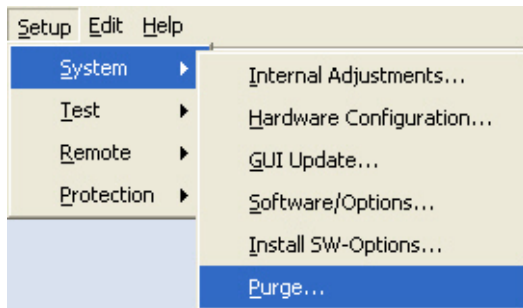 Setup Edit Help
System
Test
Remote
Protection
Internal Adjustments...
Hardware Configuration...
GUI Update...
Software/Options...
Install SW-Options...
Purge...